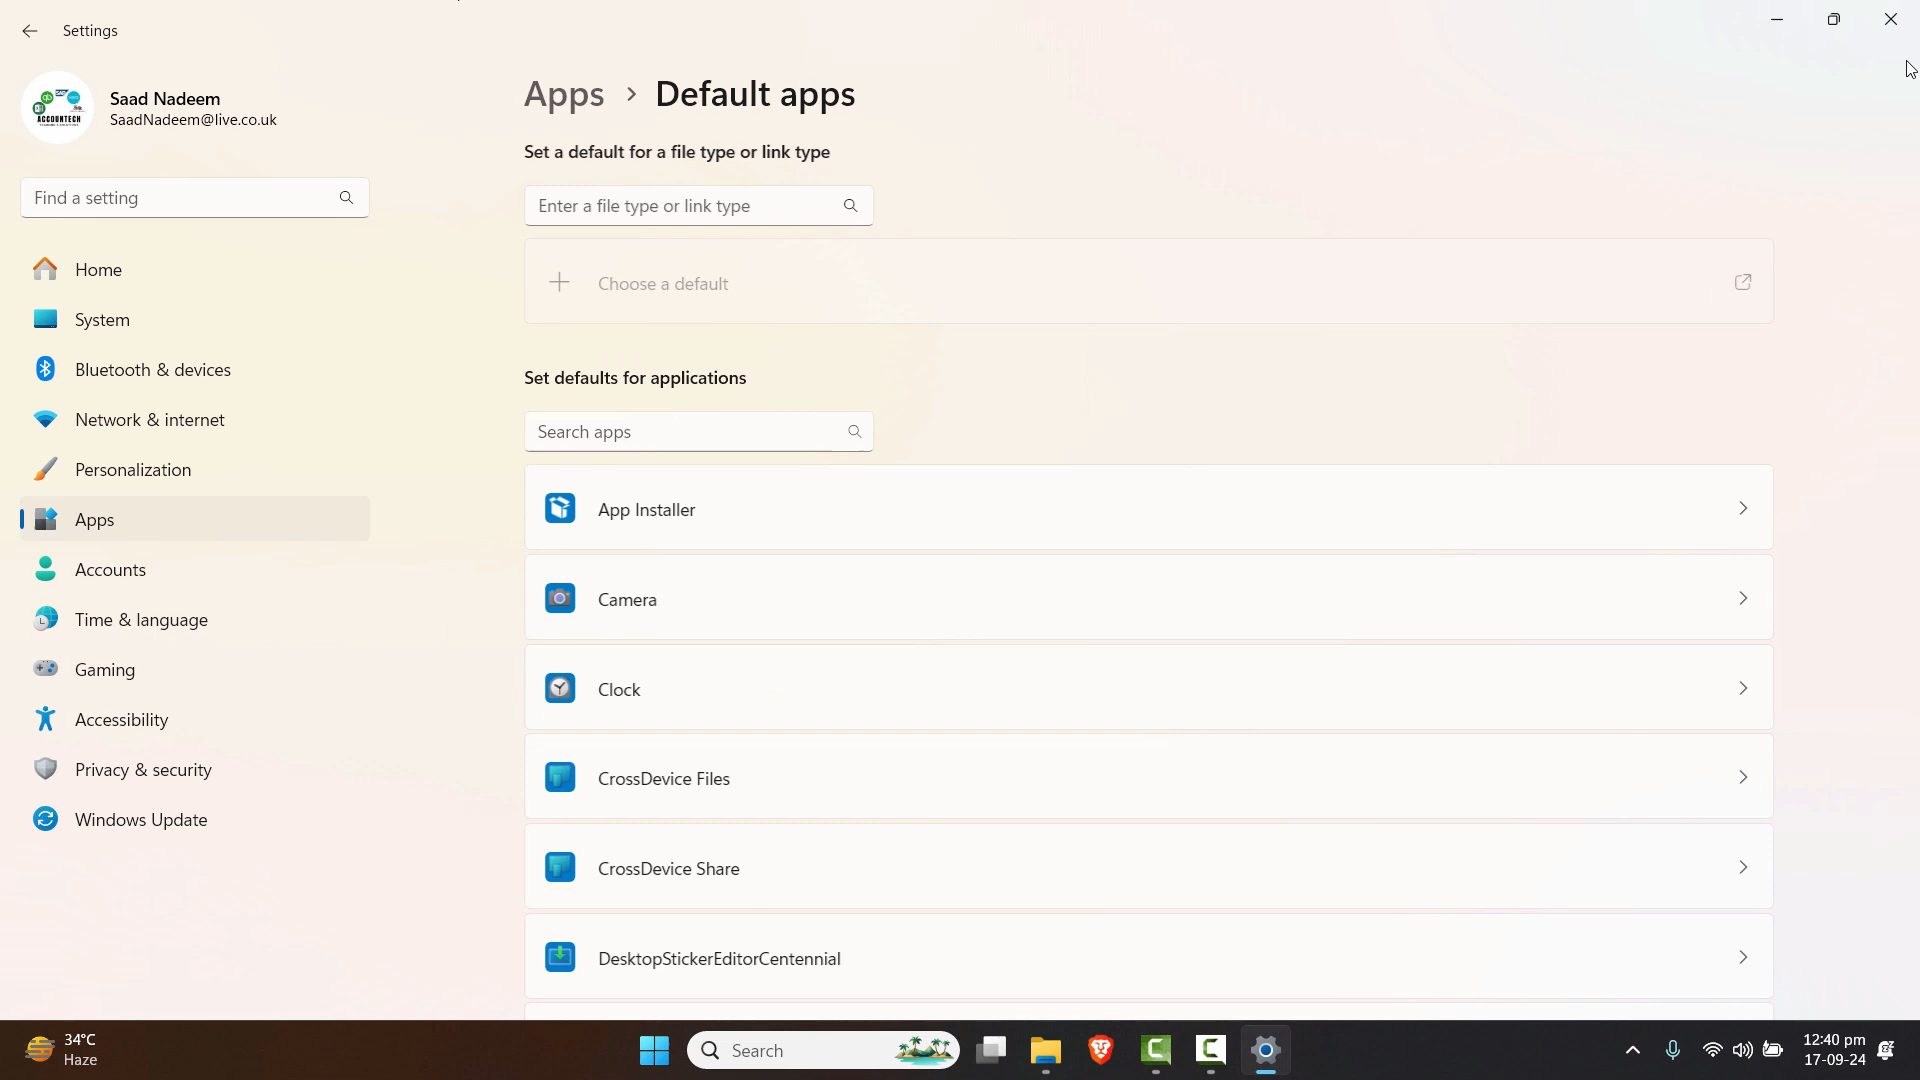 Settings
Saad Nadeem
SaadNadeem@live.co.uk
ACCOUNTECH
Find a setting
Home
System
Bluetooth & devices
Network & internet
Personalization
Apps
Accounts
Time & language
Gaming
Accessibility
Privacy & security
Windows Update
Apps > Default apps
Set a default for a file type or link type
Enter a file type or link type
Choose a default
Set defaults for applications
Search apps
App Installer
Camera
Clock
CrossDevice Files
CrossDevice Share
DesktopStickerEditorCentennial
34°C
Haze
Search
12:40 pm
17-09-24